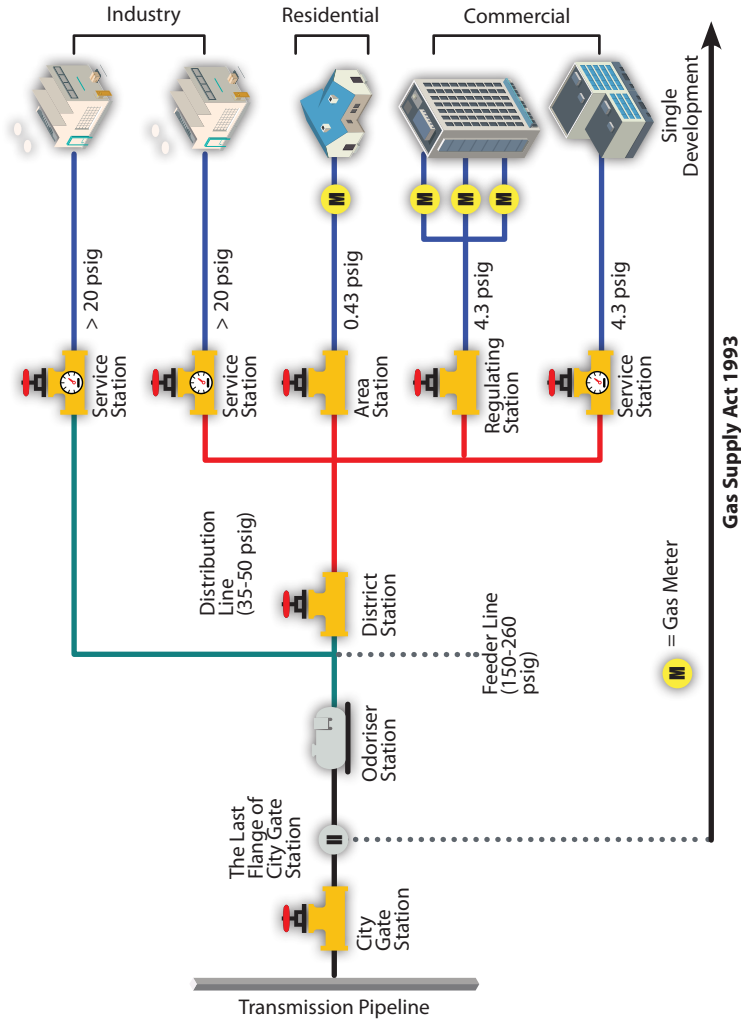 Industry
Residential
Commercial
Single
Development
> 20 psig
> 20 psig
0.43 psig
4.3 psig
4.3 psig
M
M
M
M
Service
Station
Service
Station
Area
Station
Regulating
Station
Service
Station
Distribution
Line
(35-50 psig)
District
Station
Feeder Line
(150-260
psig)
Odoriser
Station
The Last
Flange of
City Gate
Station
City
Gate
Station
Transmission Pipeline
M = Gas Meter
Gas Supply Act 1993